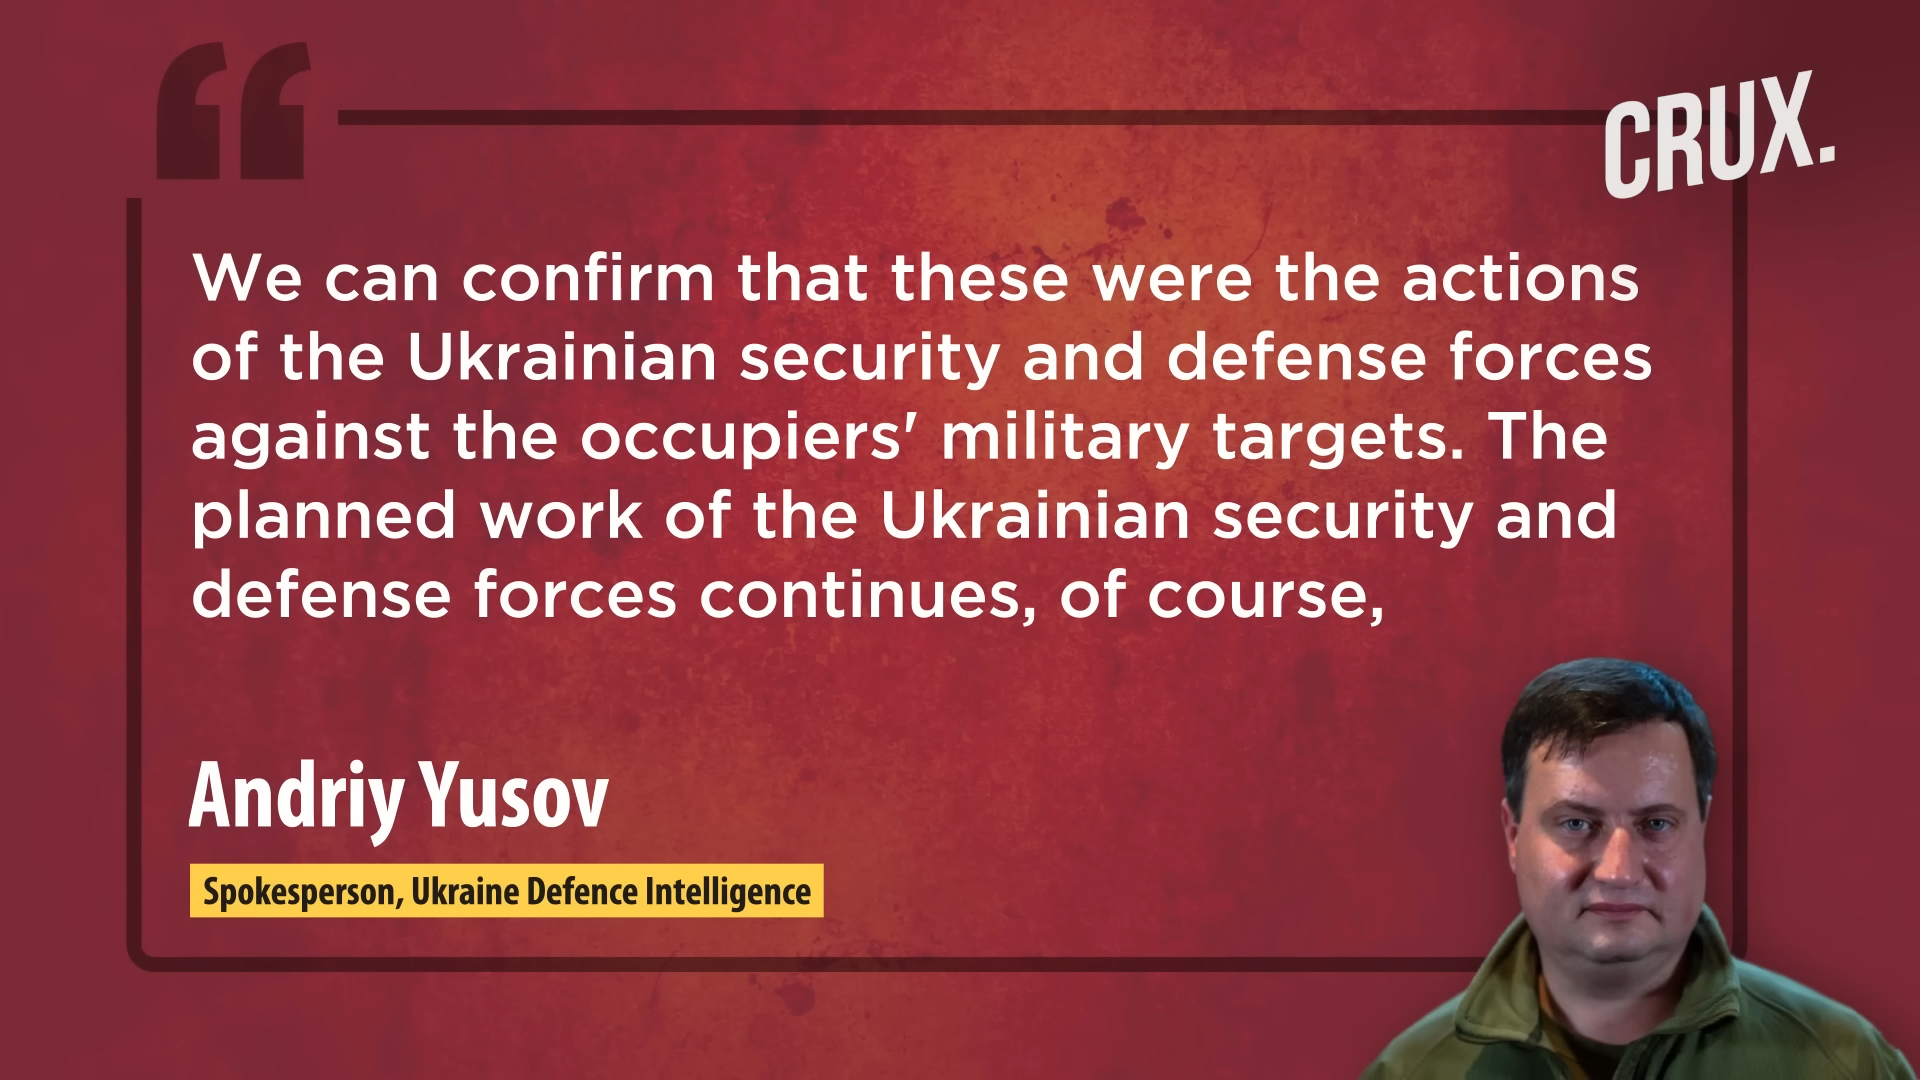 CRUX.
We can confirm that these were the actions
of the Ukrainian security and defense forces
against the occupiers' military targets. The
planned work of the Ukrainian security and
defense forces continues, of course,
Andriy Yusov
Spokesperson, Ukraine Defence Intelligence